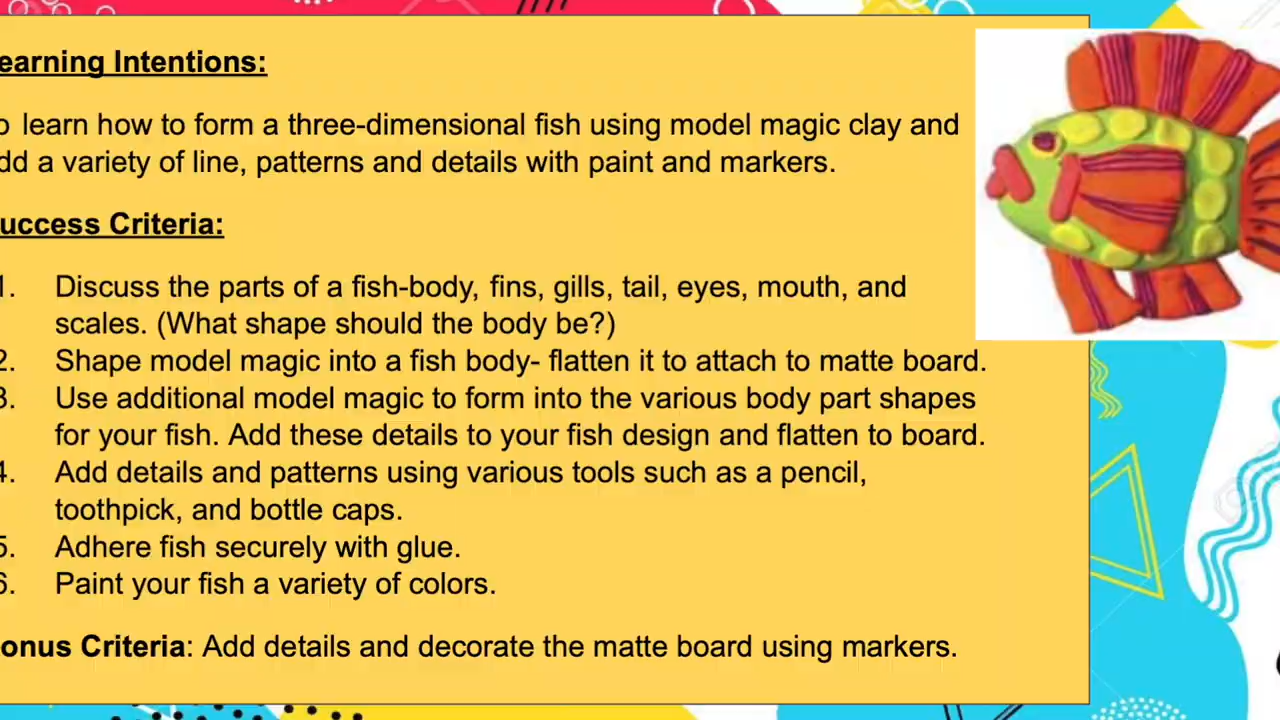 earning Intentions:
o learn how to form a three-dimensional fish using model magic clay and
dd a variety of line, patterns and details with paint and markers.
uccess Criteria:
1. Discuss the parts of a fish-body, fins, gills, tail, eyes, mouth, and
scales. (What shape should the body be?)
2. Shape model magic into a fish body- flatten it to attach to matte board.
3. Use additional model magic to form into the various body part shapes
for your fish. Add these details to your fish design and flatten to board.
4. Add details and patterns using various tools such as a pencil,
toothpick, and bottle caps.
5. Adhere fish securely with glue.
6. Paint your fish a variety of colors.
onus Criteria: Add details and decorate the matte board using markers.